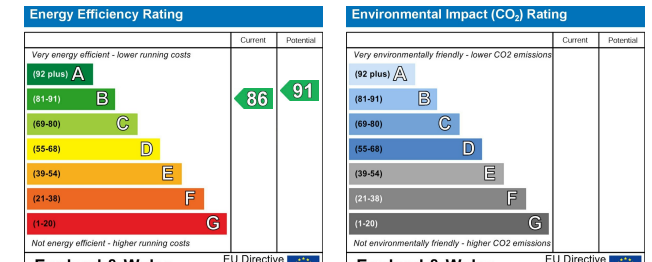 Energy Efficiency Rating
Current Potential
Very energy efficient - lower running costs
(92 plus) A
(81-91) B
(69-80) C
(55-68) D
(39-54) E
(21-38) F
(1-20) G
86
91
Not energy efficient - higher running costs
EU Directive
Environmental Impact (CO2) Rating
Current Potential
Very environmentally friendly - lower CO2 emissions
(92 plus) A
(81-91) B
(69-80) C
(55-68) D
(39-54) E
(21-38) F
(1-20) G
Not environmentally friendly - higher CO2 emissions
EU Directive